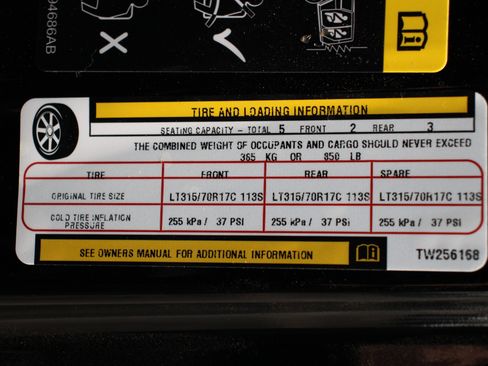 94686AB
TIRE AND LOADING INFORMATION
SEATING CAPACITY - TOTAL 5 FRONT 2 REAR 3
THE COMBINED WEIGHT OF OCCUPANTS AND CARGO SHOULD NEVER EXCEED
385 KG OR 850 LB
TIRE FRONT REAR SPARE
ORIGINAL TIRE SIZE LT315/70R17C 113S LT315/70R17C 113S LT315/70R17C 113S
COLD TIRE INFLATION PRESSURE 255 kPa / 37 PSI 255 kPa / 37 PSI 255 kPa / 37 PSI
SEE OWNERS MANUAL FOR ADDITIONAL INFORMATION
TW256168